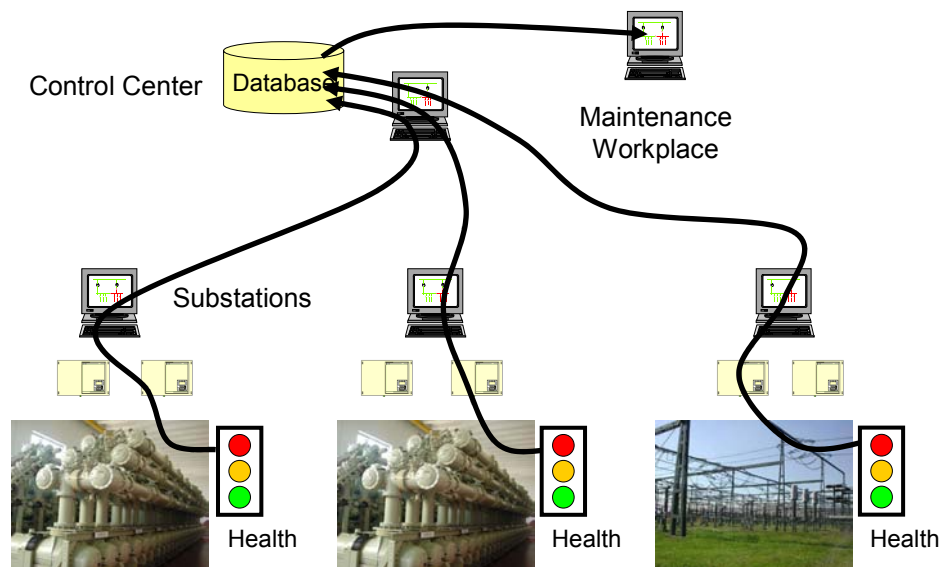 Control Center
Database
Maintenance
Workplace
Substations
Health
Health
Health